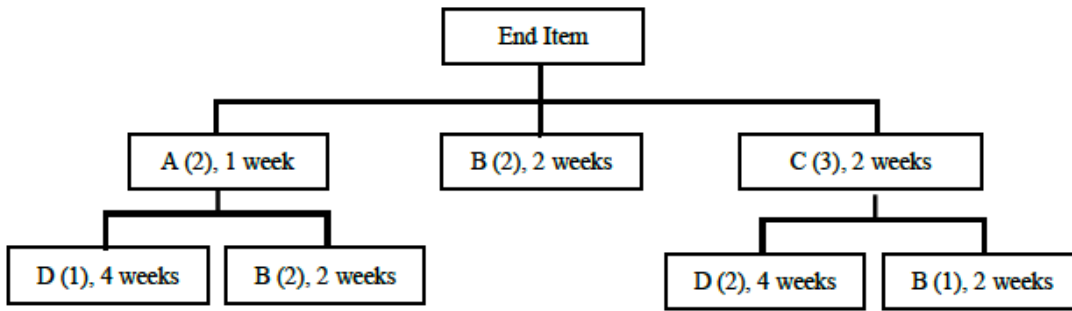 End Item
A (2), 1 week
B (2), 2 weeks
C (3), 2 weeks
D (1), 4 weeks
B (2), 2 weeks
D (2), 4 weeks
B (1), 2 weeks